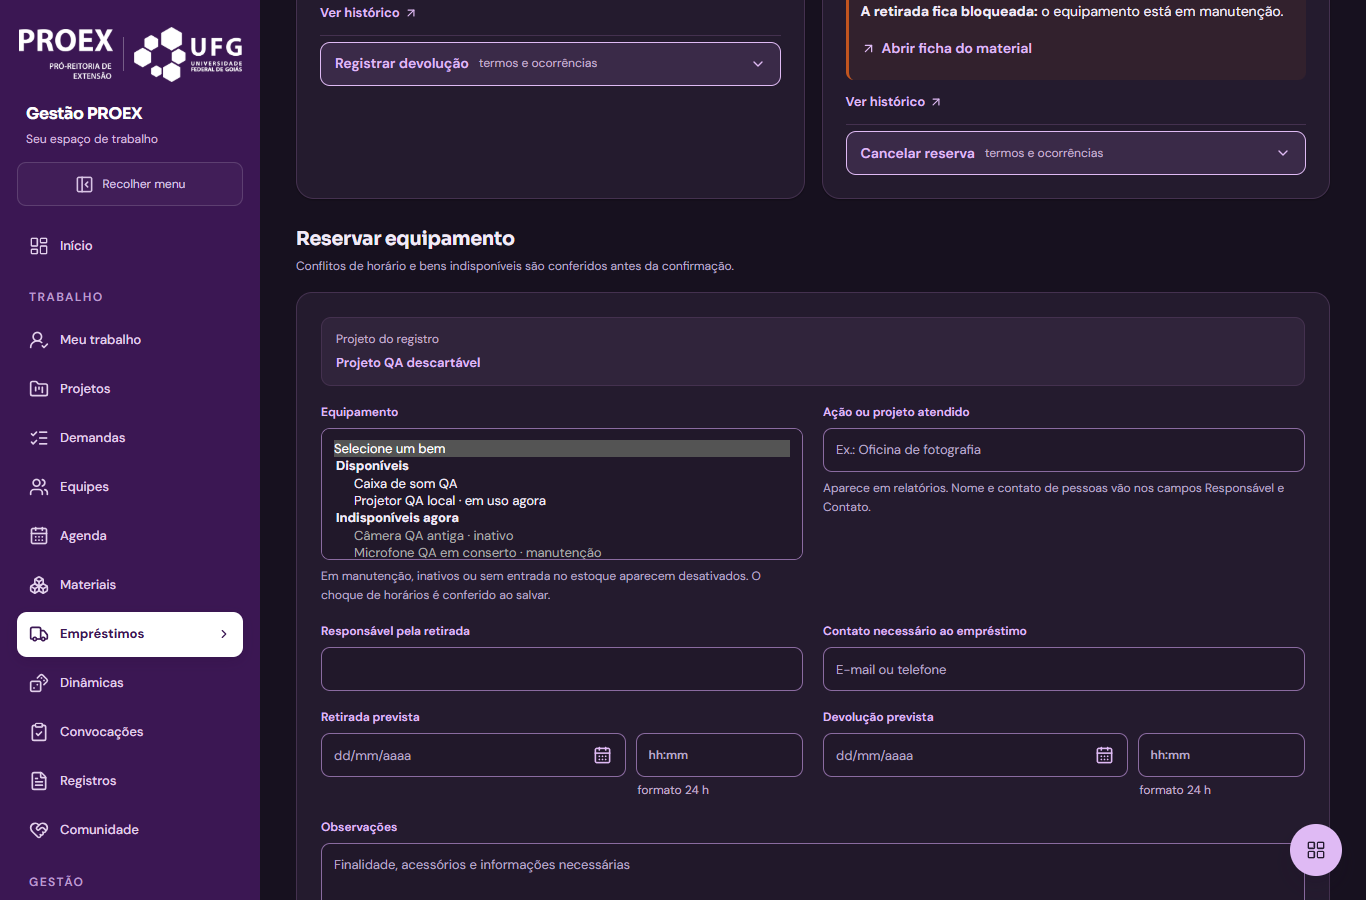 PROEX
PRÓ-REITORIA DE
EXTENSÃO
UFG
UNIVERSIDADE
FEDERAL DE GOIÁS
Gestão PROEX
Seu espaço de trabalho
Recolher menu
Início
TRABALHO
Meu trabalho
Projetos
Demandas
Equipes
Agenda
Materiais
Empréstimos
Dinâmicas
Convocações
Registros
Comunidade
GESTÃO
Ver histórico
Registrar devolução termos e ocorrências
A retirada fica bloqueada: o equipamento está em manutenção.
Abrir ficha do material
Ver histórico
Cancelar reserva termos e ocorrências
Reservar equipamento
Conflitos de horário e bens indisponíveis são conferidos antes da confirmação.
Projeto do registro
Projeto QA descartável
Equipamento
Selecione um bem
Disponíveis
Caixa de som QA
Projetor QA local · em uso agora
Indisponíveis agora
Câmera QA antiga · inativo
Microfone QA em conserto · manutenção
Em manutenção, inativos ou sem entrada no estoque aparecem desativados. O
choque de horários é conferido ao salvar.
Ação ou projeto atendido
Ex.: Oficina de fotografia
Aparece em relatórios. Nome e contato de pessoas vão nos campos Responsável e
Contato.
Responsável pela retirada
Contato necessário ao empréstimo
E-mail ou telefone
Retirada prevista
dd/mm/aaaa
hh:mm
formato 24 h
Devolução prevista
dd/mm/aaaa
hh:mm
formato 24 h
Observações
Finalidade, acessórios e informações necessárias